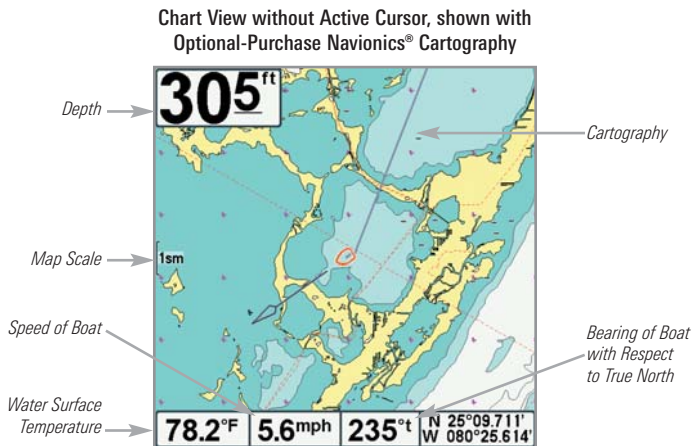 Chart View without Active Cursor, shown with
Optional-Purchase Navionics® Cartography
305 ft
Depth
Cartography
Map Scale
1sm
Speed of Boat
Bearing of Boat
with Respect
to True North
Water Surface
Temperature
78.2°F
5.6mph
235°t
N 25°09.711'
W 080°25.614'